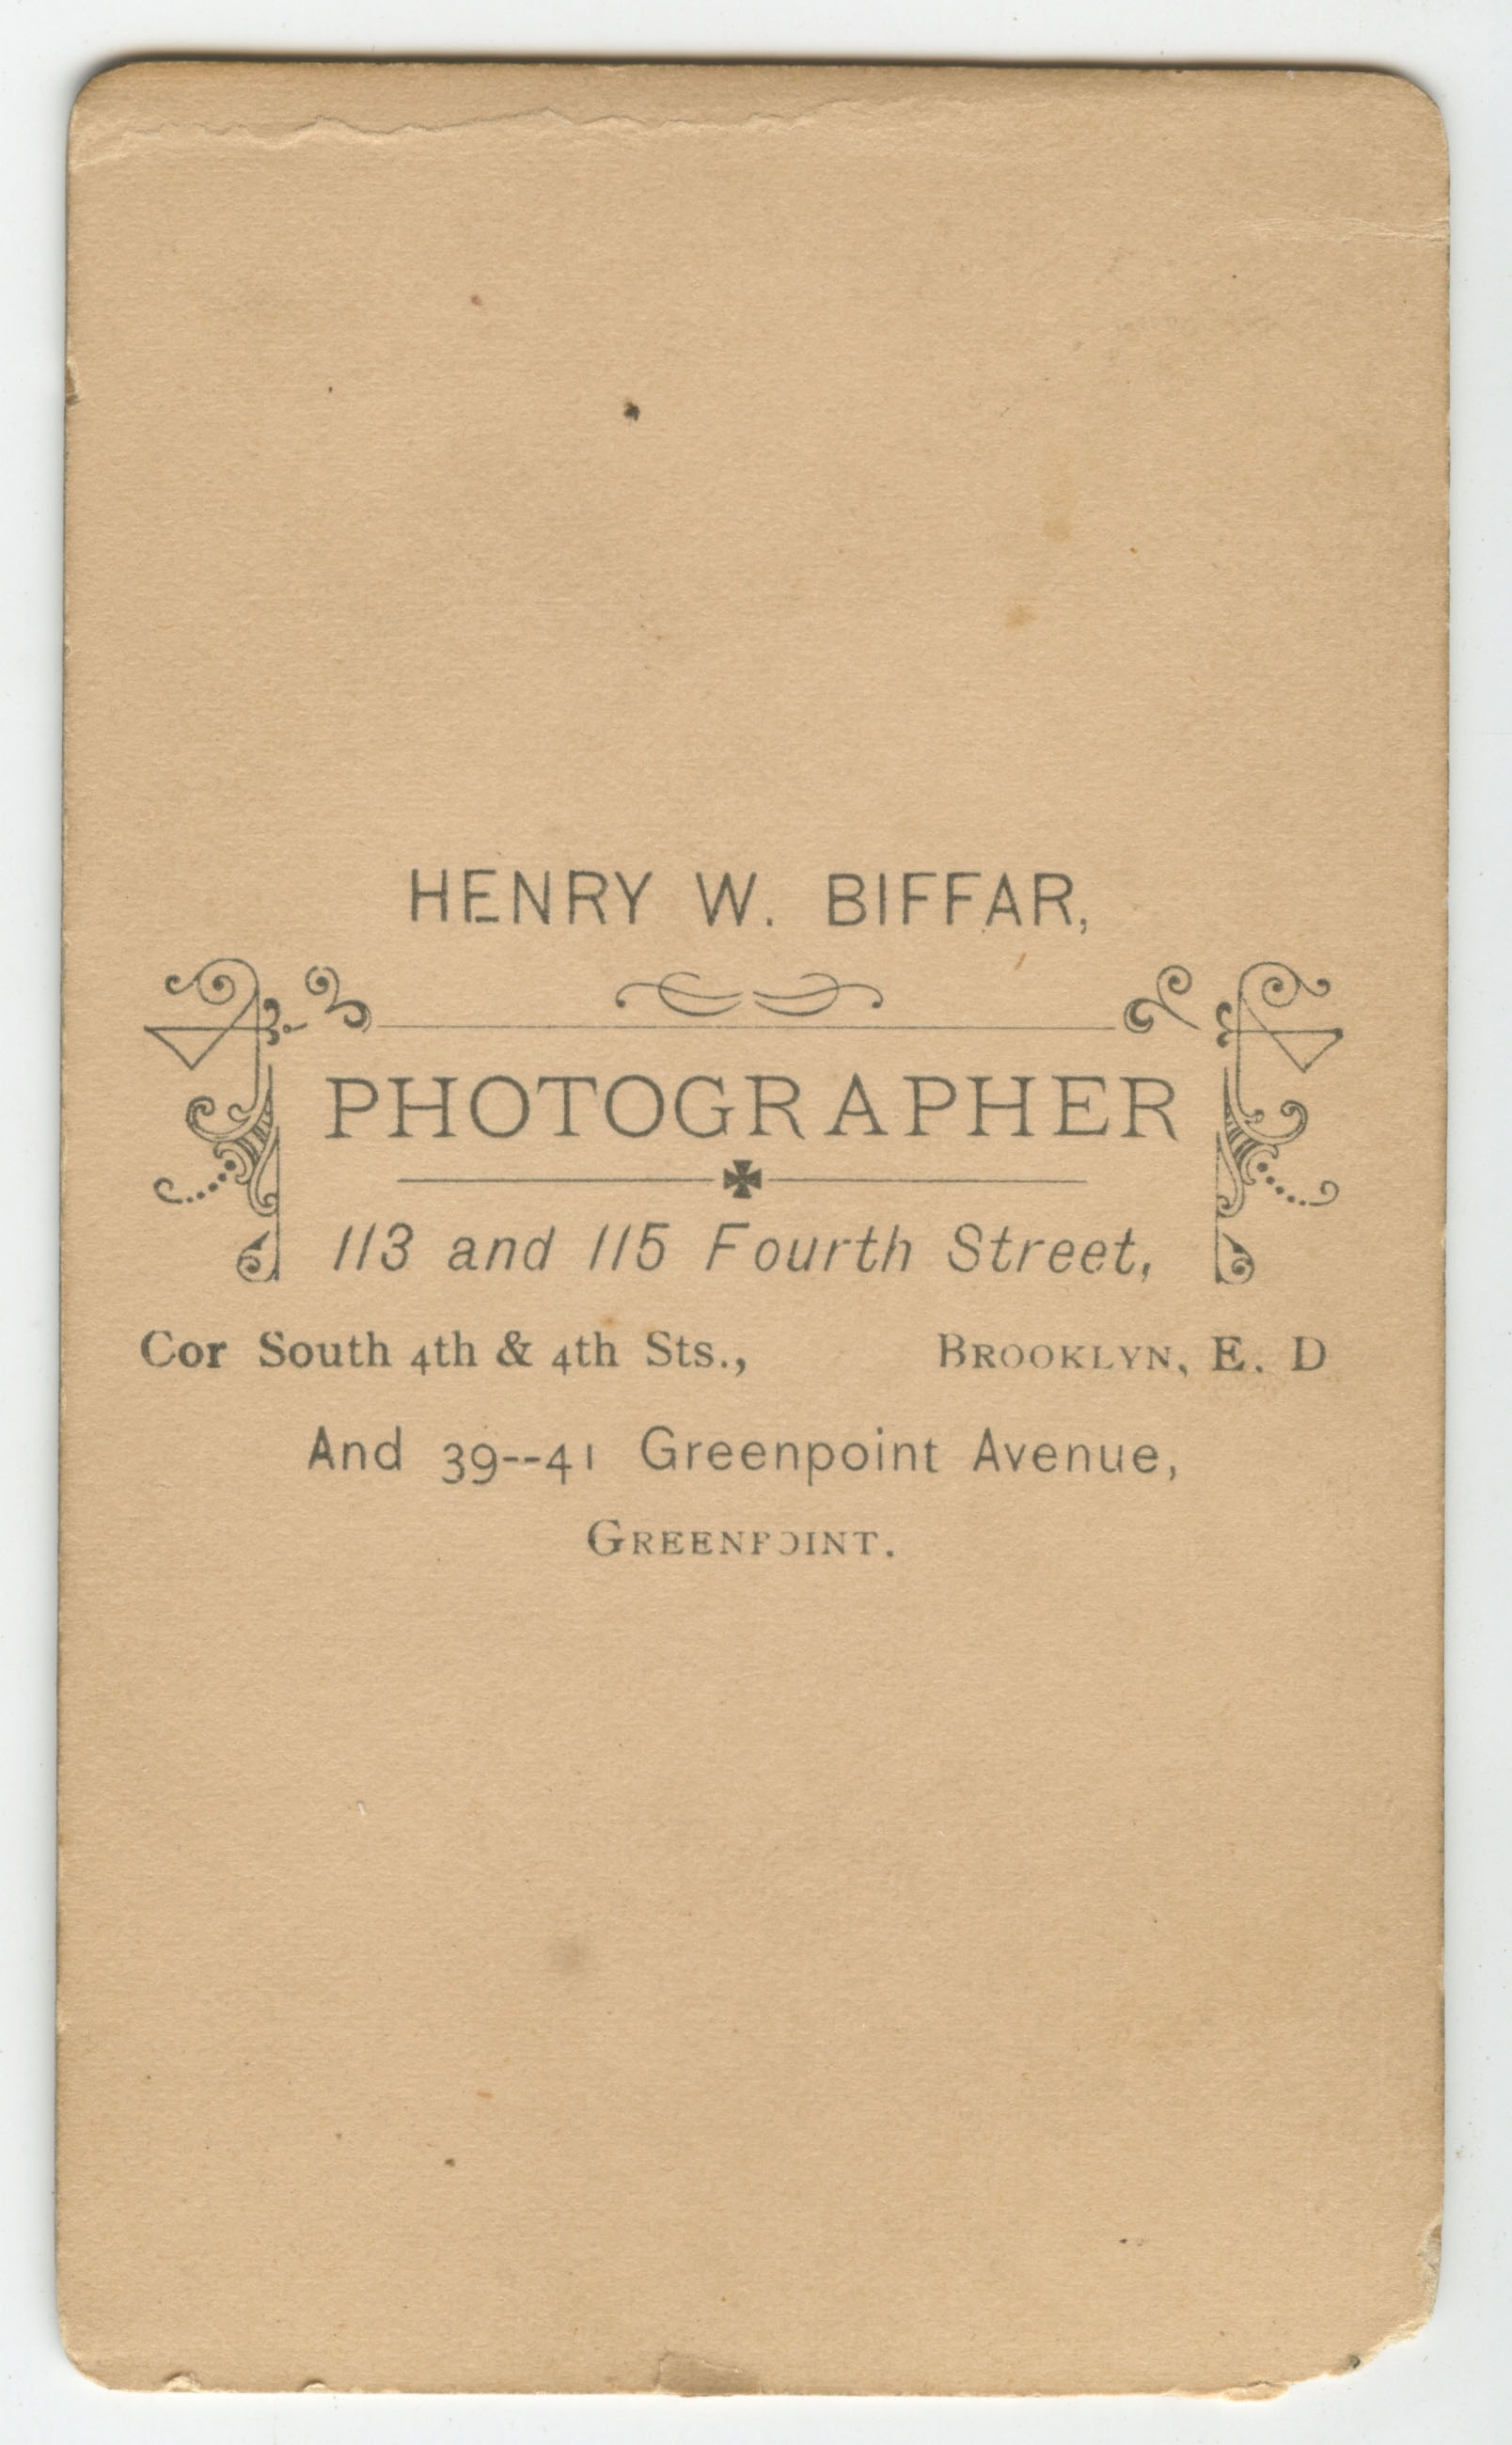 HENRY W. BIFFAR,
PHOTOGRAPHER
113 and 115 Fourth Street,
Cor South 4th & 4th Sts., BROOKLYN, E. D
And 39--41 Greenpoint Avenue,
GREENPOINT.